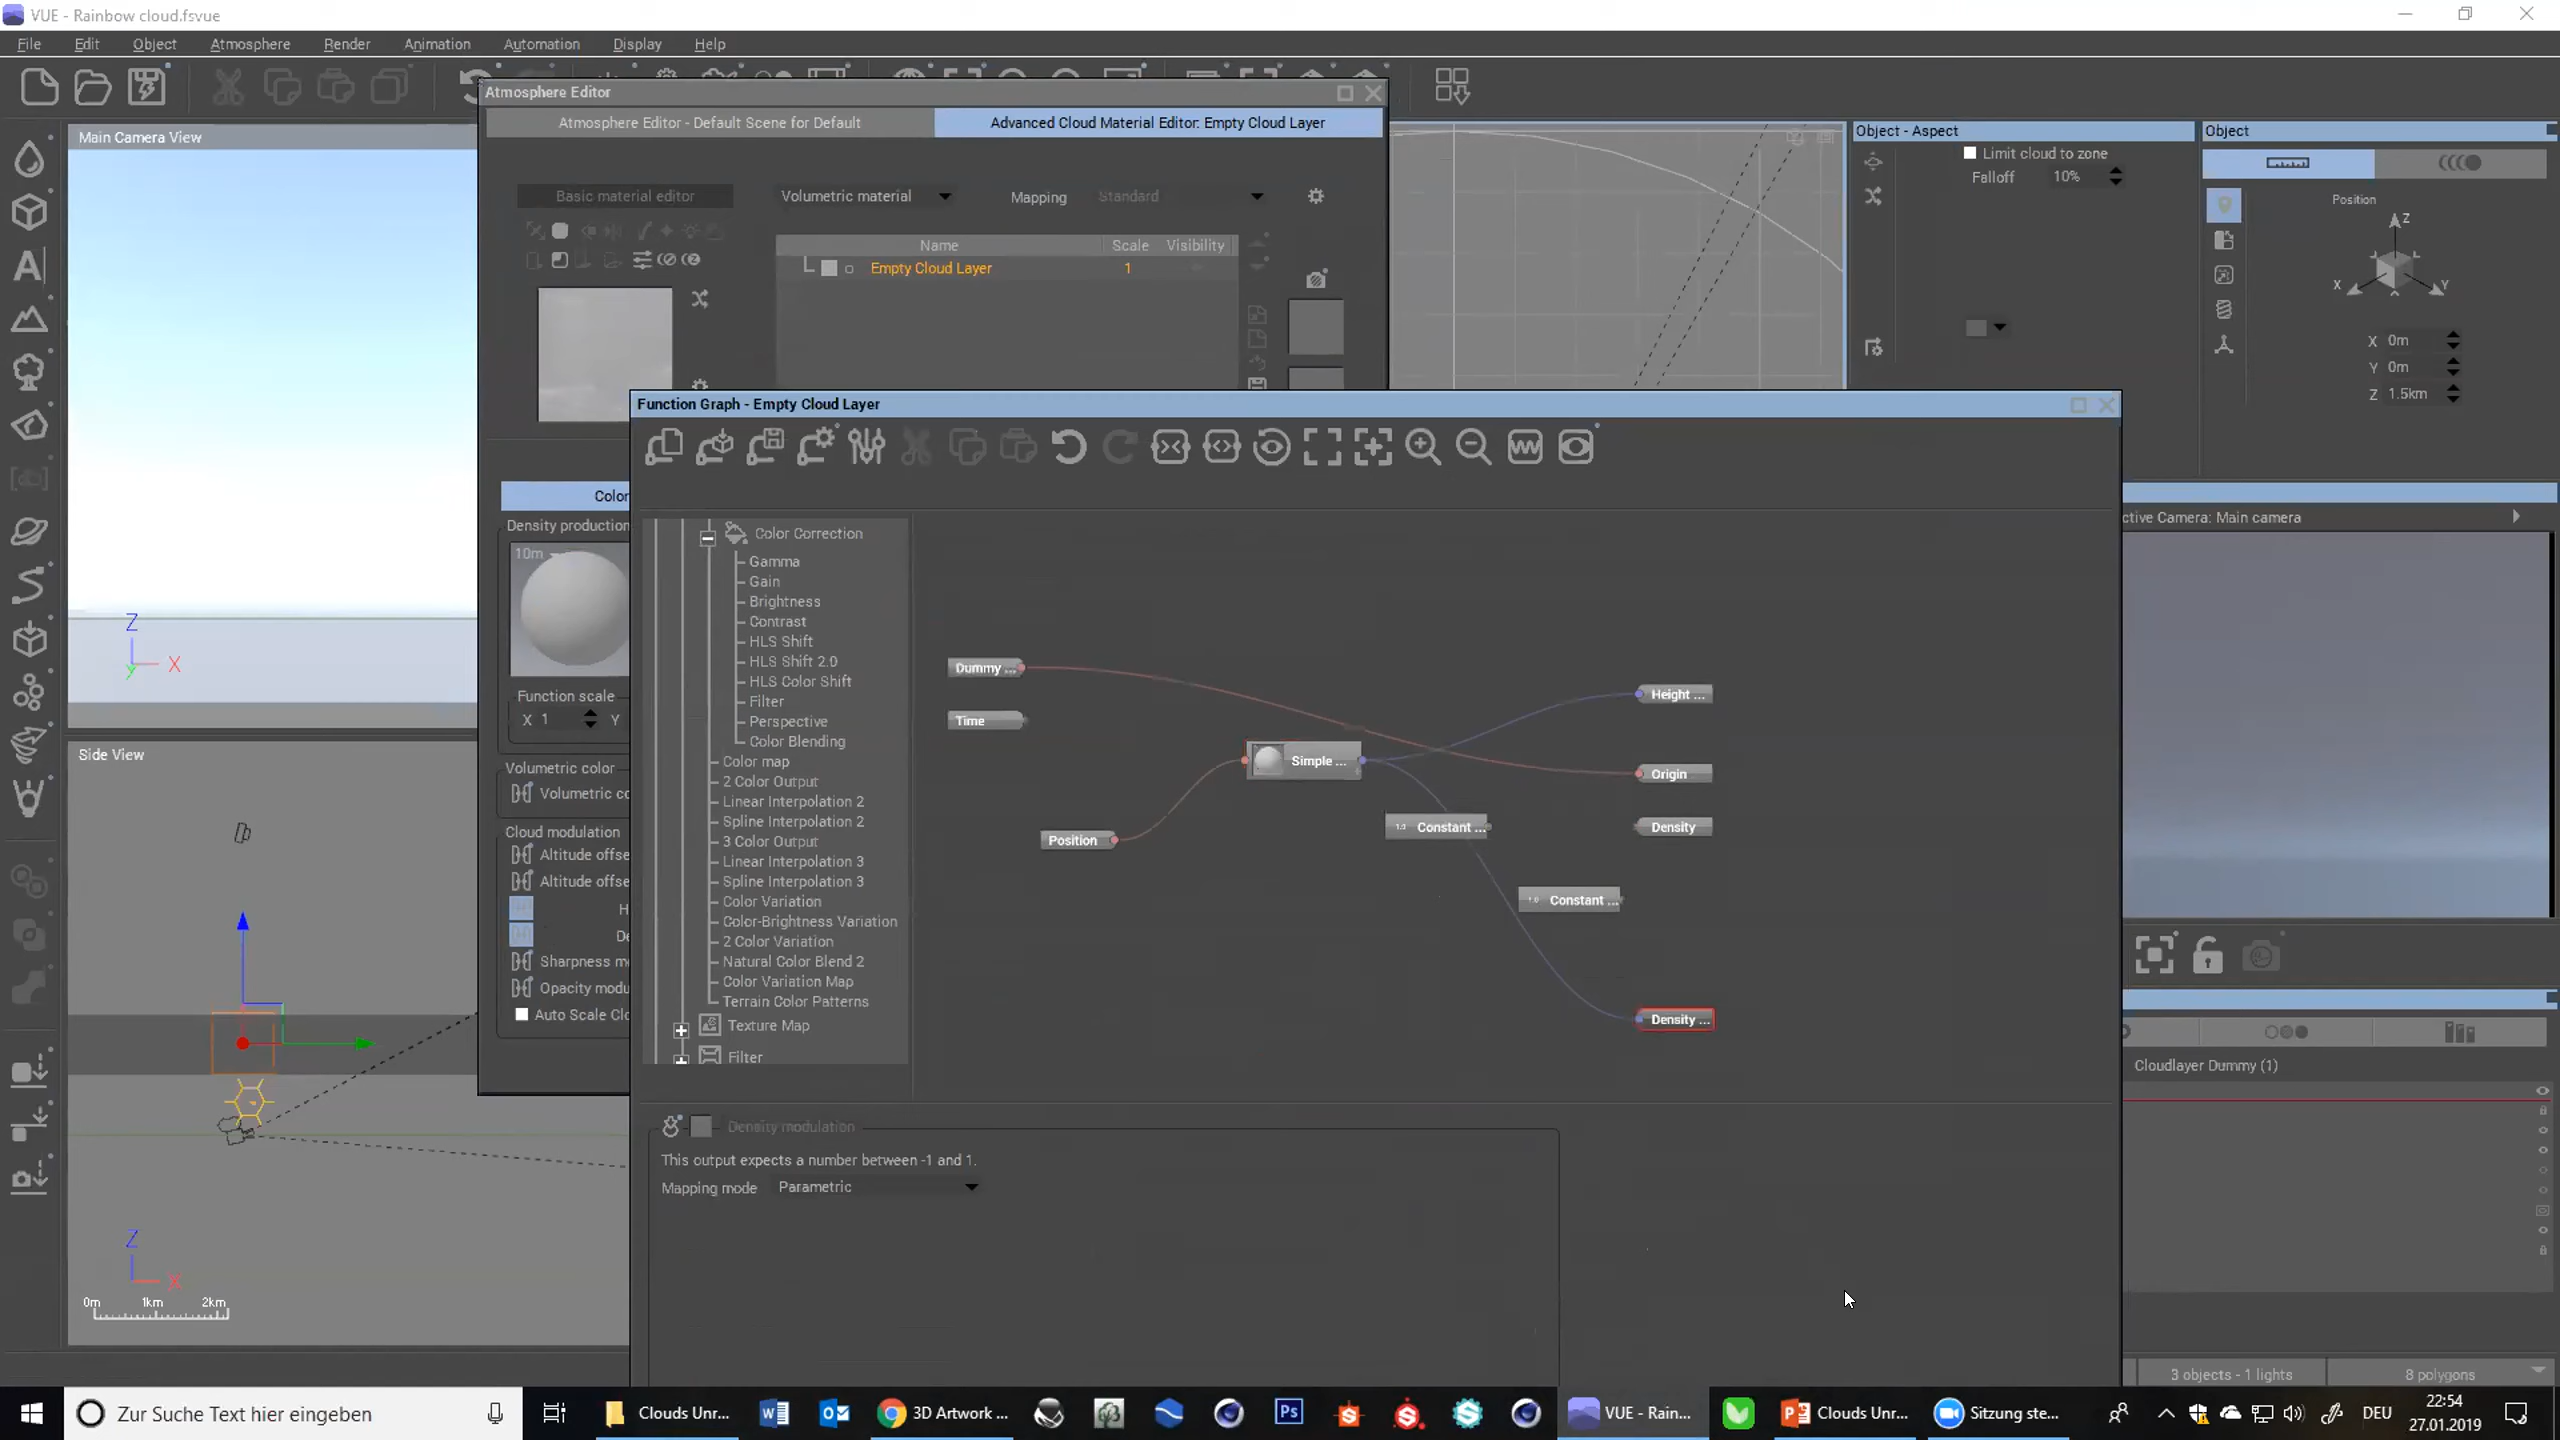 VUE - Rainbow cloud.fsvue
File Edit Object Atmosphere Render Animation Automation Display Help
Atmosphere Editor
Atmosphere Editor - Default Scene for Default
Advanced Cloud Material Editor: Empty Cloud Layer
Main Camera View
Object - Aspect
Object
Limit cloud to zone
Falloff 10%
Basic material editor
Volumetric material
Mapping Standard
Position
Name Scale Visibility
Empty Cloud Layer 1
Z
X Y
X 0m
Y 0m
Z 1.5km
Function Graph - Empty Cloud Layer
Color
Density production
10m
ctive Camera: Main camera
Color Correction
Gamma
Gain
Brightness
Contrast
HLS Shift
HLS Shift 2.0
HLS Color Shift
Filter
Perspective
Color Blending
Color map
2 Color Output
Linear Interpolation 2
Spline Interpolation 2
3 Color Output
Linear Interpolation 3
Spline Interpolation 3
Color Variation
Color-Brightness Variation
2 Color Variation
Natural Color Blend 2
Color Variation Map
Terrain Color Patterns
Texture Map
Filter
Z
X
Y
Function scale
X 1 Y
Side View
Volumetric color
Volumetric co
Cloud modulation
Altitude offse
Altitude offse
H
De
Sharpness mo
Opacity modu
Auto Scale Clo
Dummy ...
Time
Position
Simple ...
1.0 Constant ...
1.0 Constant ...
Height ...
Origin
Density
Density ...
Cloudlayer Dummy (1)
Density modulation
This output expects a number between -1 and 1.
Mapping mode Parametric
Z
X
0m 1km 2km
3 objects - 1 lights
8 polygons
Zur Suche Text hier eingeben
Clouds Unr...
3D Artwork ...
Ps
VUE - Rain...
Clouds Unr...
Sitzung ste...
DEU
22:54
27.01.2019